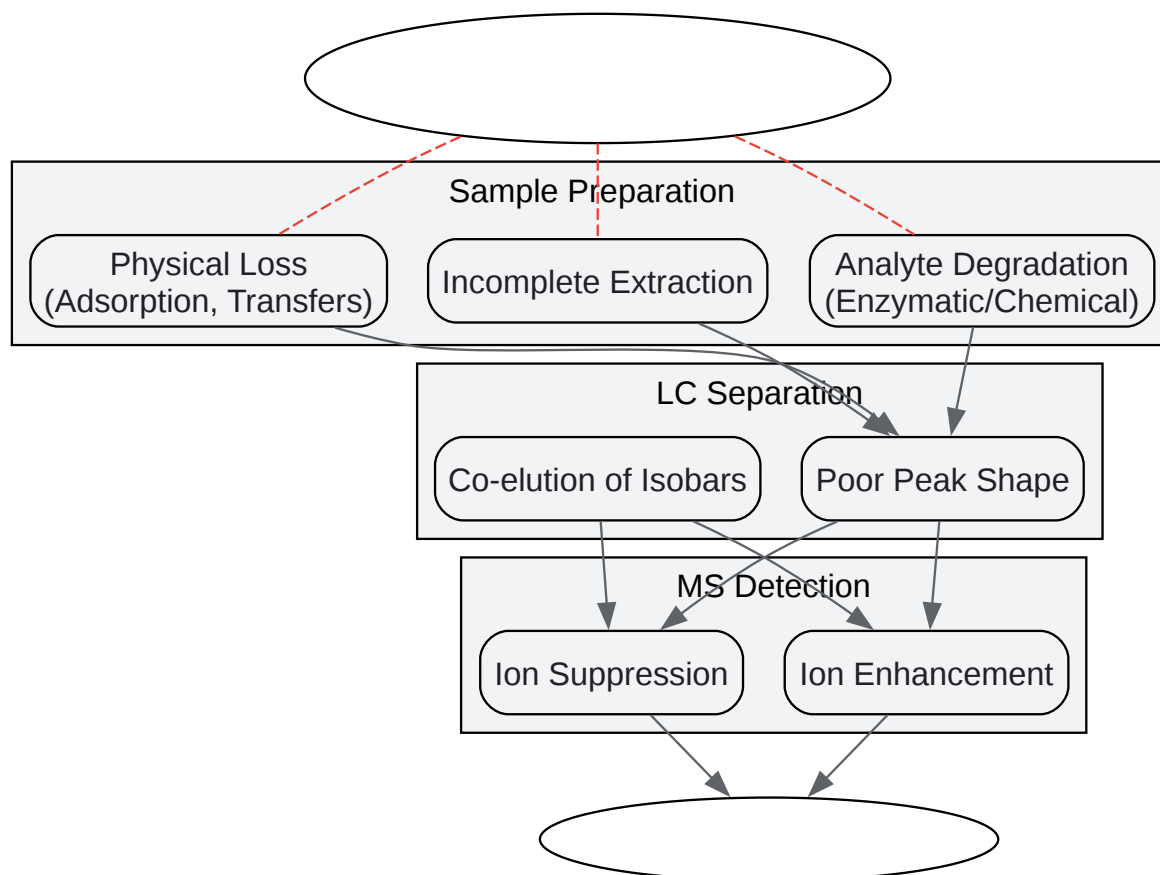 Sample Preparation
Physical Loss
(Adsorption, Transfers)
Incomplete Extraction
Analyte Degradation
(Enzymatic/Chemical)
LC Separation
Co-elution of Isobars
Poor Peak Shape
MS Detection
Ion Suppression
Ion Enhancement